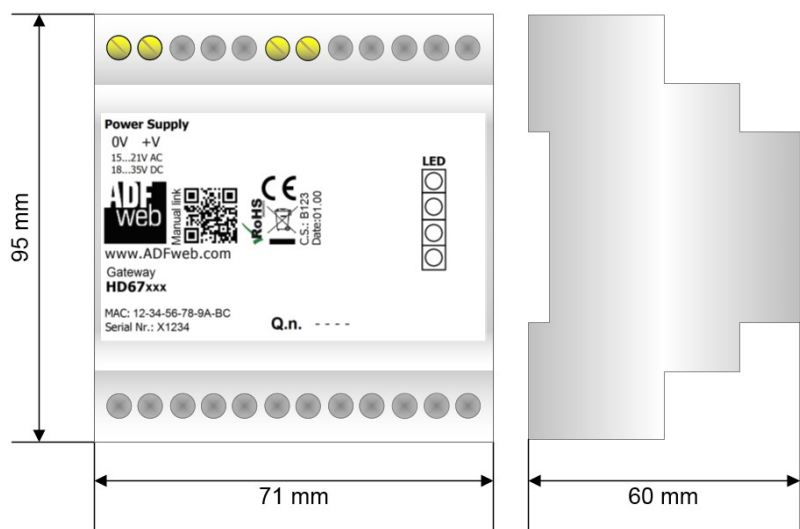 95 mm
Power Supply
0V +V
15...21V AC
18...35V DC
ADF
web
Manual link
RoHS
CE
C.S.: B123
Date:01.00
LED
www.ADFweb.com
Gateway
HD67xxx
MAC: 12-34-56-78-9A-BC
Serial Nr.: X1234
Q.n. - - - -
71 mm
60 mm